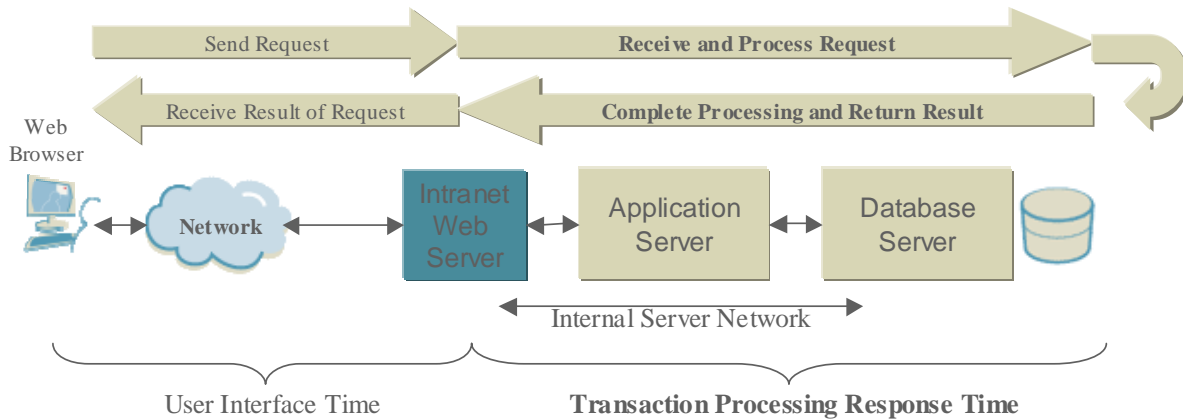 Send Request
Receive and Process Request
Receive Result of Request
Complete Processing and Return Result
Web
Browser
Network
Intranet
Web
Server
Application
Server
Database
Server
Internal Server Network
User Interface Time
Transaction Processing Response Time